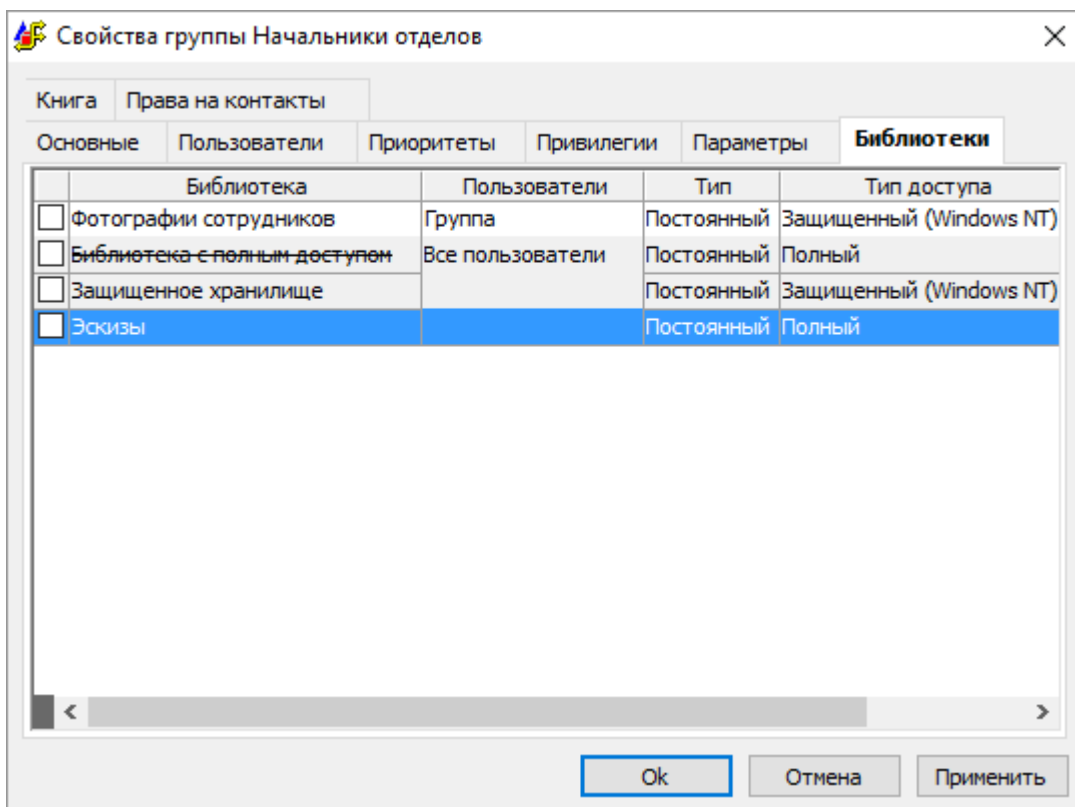 Свойства группы Начальники отделов
Книга Права на контакты
Основные Пользователи Приоритеты Привилегии Параметры Библиотеки
Библиотека Пользователи Тип Тип доступа
Фотографии сотрудников Группа Постоянный Защищенный (Windows NT)
Библиотека с полным доступом Все пользователи Постоянный Полный
Защищенное хранилище Постоянный Защищенный (Windows NT)
Эскизы Постоянный Полный
Ok Отмена Применить